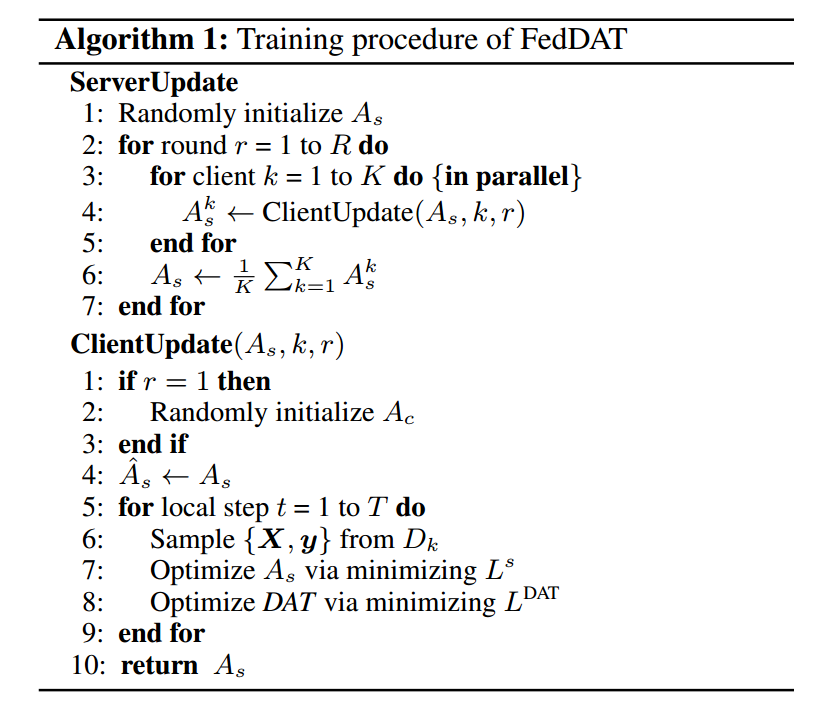 Algorithm 1: Training procedure of FedDAT
ServerUpdate
1: Randomly initialize $A_s$
2: for round $r$ = 1 to $R$ do
3: for client $k$ = 1 to $K$ do {in parallel}
4: $A_s^k \leftarrow$ ClientUpdate$(A_s, k, r)$
5: end for
6: $A_s \leftarrow \frac{1}{K} \sum_{k=1}^{K} A_s^k$
7: end for
ClientUpdate$(A_s, k, r)$
1: if $r = 1$ then
2: Randomly initialize $A_c$
3: end if
4: $\hat{A}_s \leftarrow A_s$
5: for local step $t$ = 1 to $T$ do
6: Sample $\{\boldsymbol{X}, \boldsymbol{y}\}$ from $D_k$
7: Optimize $A_s$ via minimizing $L^s$
8: Optimize DAT via minimizing $L^{\text{DAT}}$
9: end for
10: return $A_s$